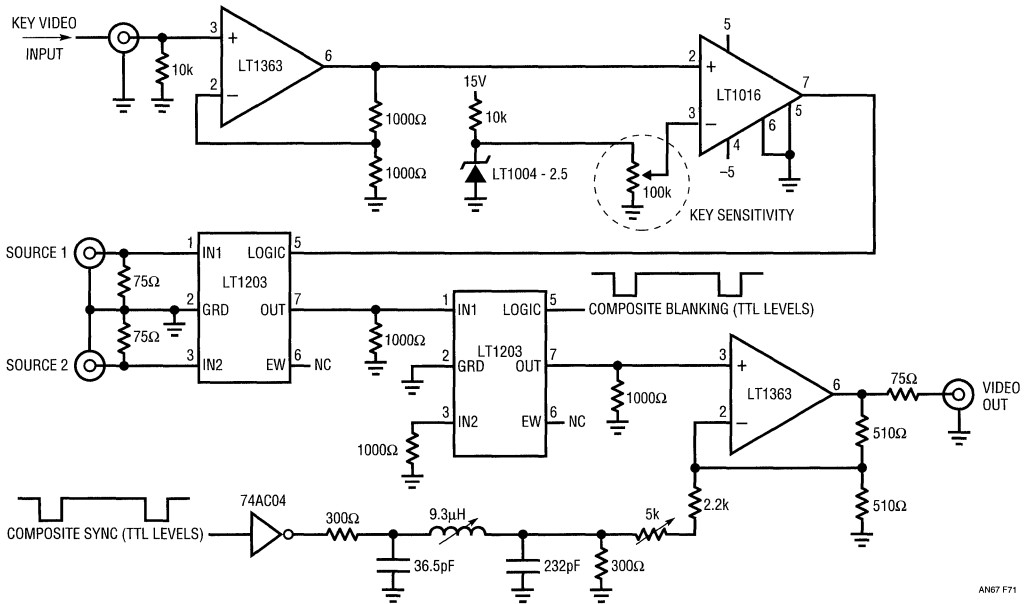 KEY VIDEO
INPUT
10k
3
+
2
−
LT1363
6
1000Ω
1000Ω
15V
10k
LT1004 - 2.5
100k
KEY SENSITIVITY
5
2
+
3
−
LT1016
7
6
5
4
−5
SOURCE 1
SOURCE 2
75Ω
75Ω
1
IN1
LOGIC
5
LT1203
2
GRD
OUT
7
3
IN2
EW
6
NC
1000Ω
1
IN1
LOGIC
5
COMPOSITE BLANKING (TTL LEVELS)
LT1203
2
GRD
OUT
7
3
IN2
EW
6
NC
1000Ω
1000Ω
3
+
2
−
LT1363
6
75Ω
VIDEO
OUT
510Ω
510Ω
2.2k
COMPOSITE SYNC (TTL LEVELS)
74AC04
300Ω
36.5pF
9.3µH
232pF
300Ω
5k
AN67 F71